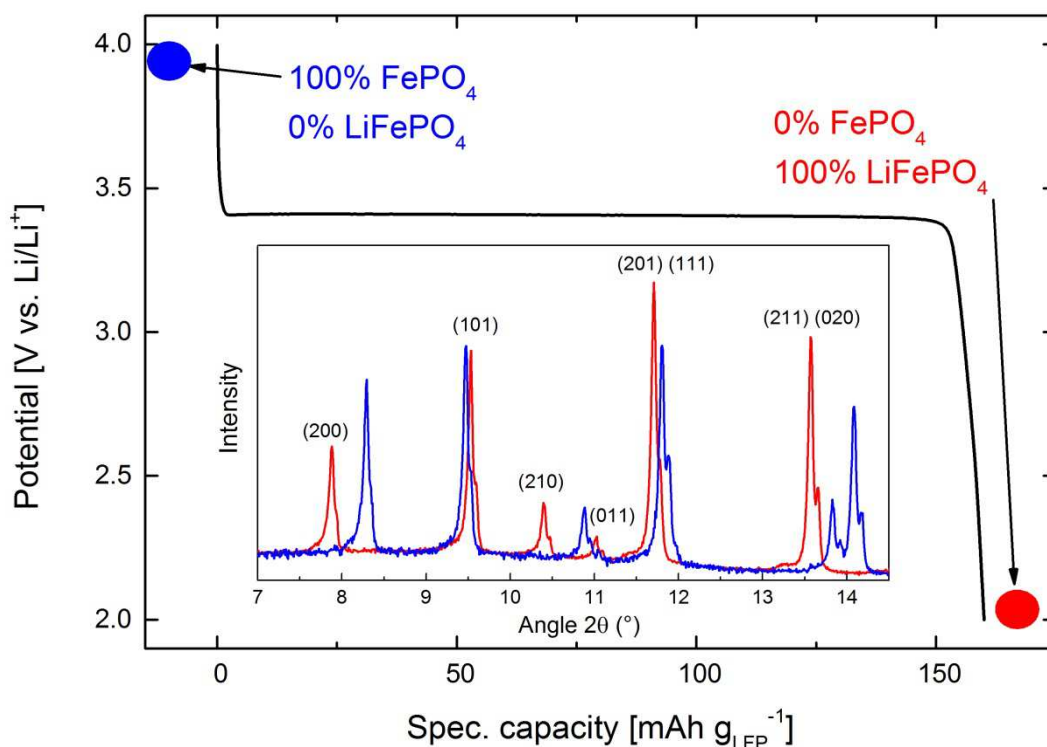 4.0
3.5
3.0
2.5
2.0
Potential [V vs. Li/Li⁺]
100% FePO₄
0% LiFePO₄
0% FePO₄
100% LiFePO₄
(200)
(101)
(210)
(011)
(201) (111)
(211) (020)
Intensity
7 8 9 10 11 12 13 14
Angle 2θ (°)
0 50 100 150
Spec. capacity [mAh g_LFP⁻¹]